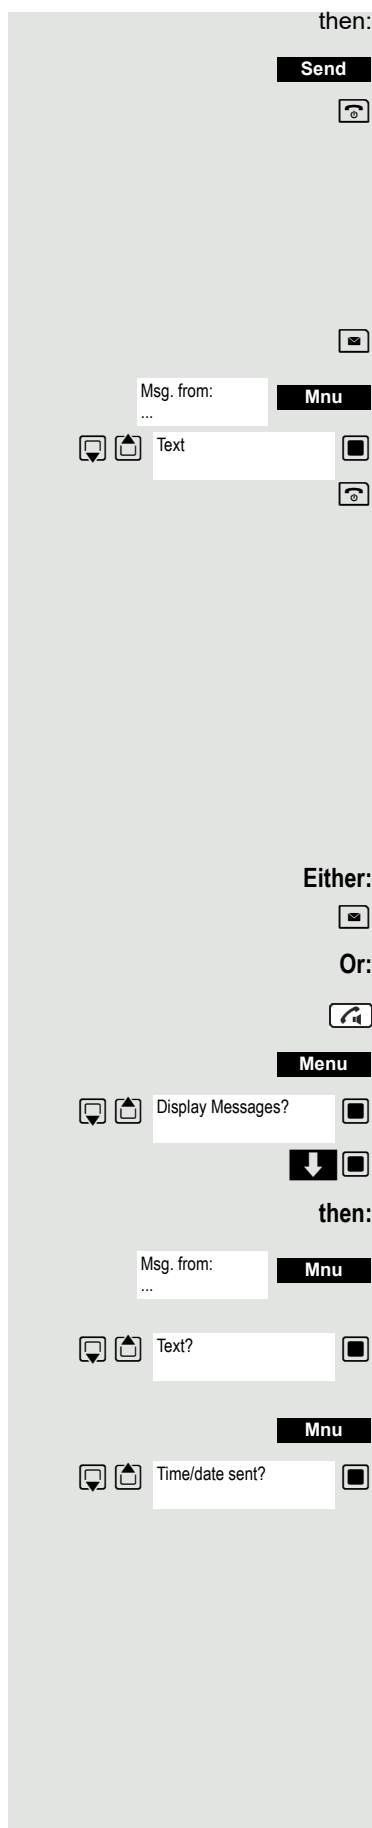 then:
Send
Msg. from:
...
Mnu
Text
Either:
Or:
Menu
Display Messages?
then:
Msg. from:
...
Mnu
Text?
Mnu
Time/date sent?